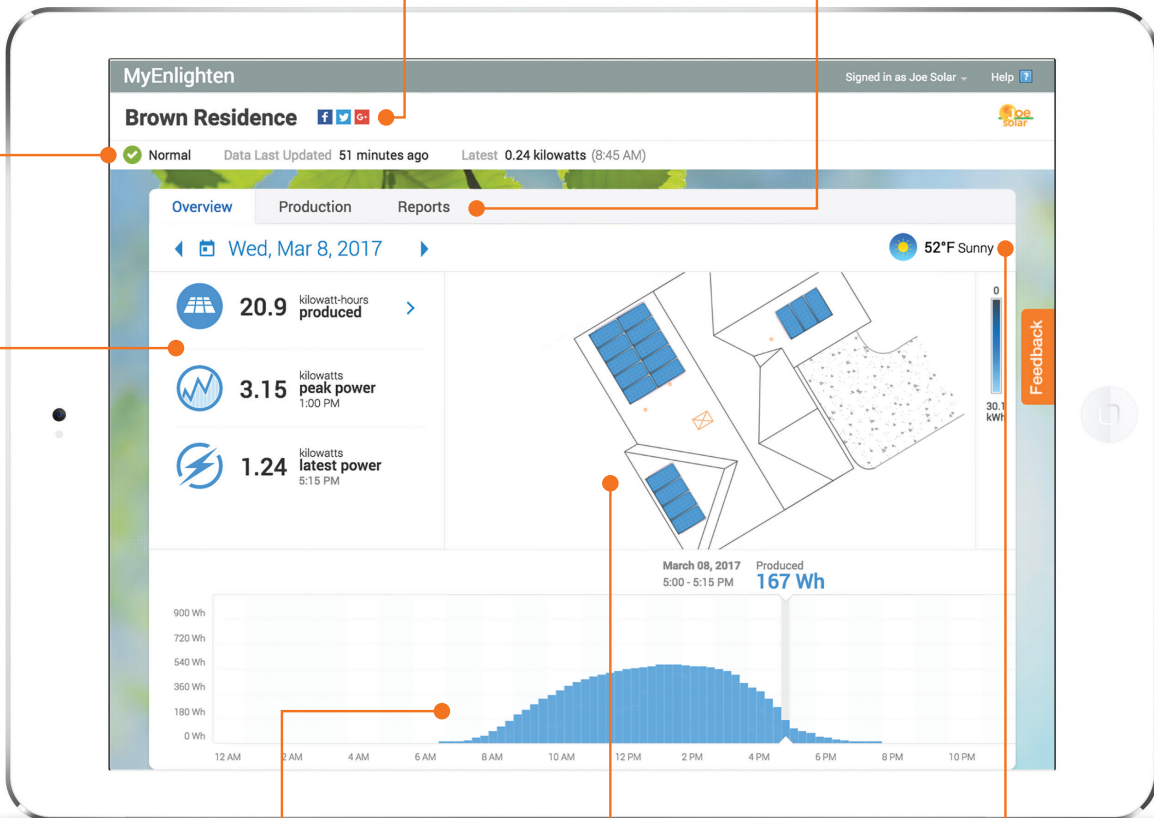 MyEnlighten
Signed in as Joe Solar
Help ?
Brown Residence f G+
Joe
solar
Normal Data Last Updated 51 minutes ago Latest 0.24 kilowatts (8:45 AM)
Overview Production Reports
Wed, Mar 8, 2017
52°F Sunny
20.9 kilowatt-hours
produced
3.15 kilowatts
peak power
1:00 PM
1.24 kilowatts
latest power
5:15 PM
0
30.1
kWh
Feedback
March 08, 2017 Produced
5:00 - 5:15 PM 167 Wh
900 Wh
720 Wh
540 Wh
360 Wh
180 Wh
0 Wh
12 AM 2 AM 4 AM 6 AM 8 AM 10 AM 12 PM 2 PM 4 PM 6 PM 8 PM 10 PM